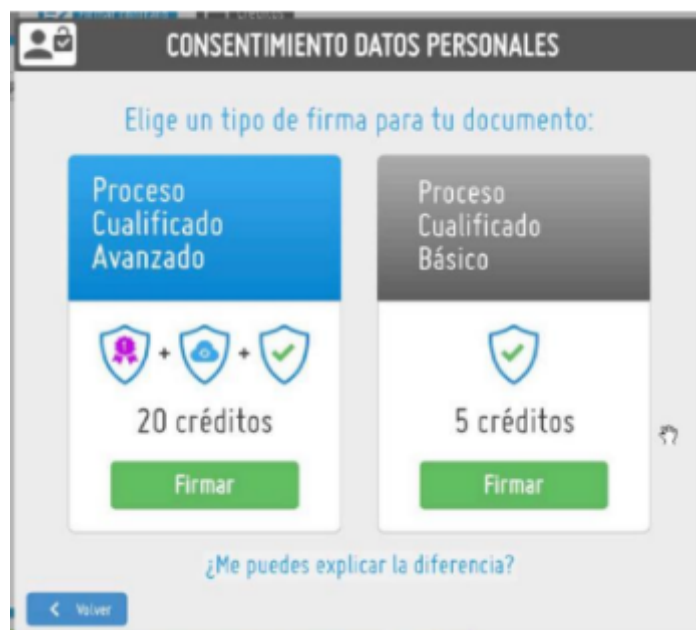 CONSENTIMIENTO DATOS PERSONALES
Elige un tipo de firma para tu documento:
Proceso
Cualificado
Avanzado
20 créditos
Firmar
Proceso
Cualificado
Básico
5 créditos
Firmar
¿Me puedes explicar la diferencia?
Volver